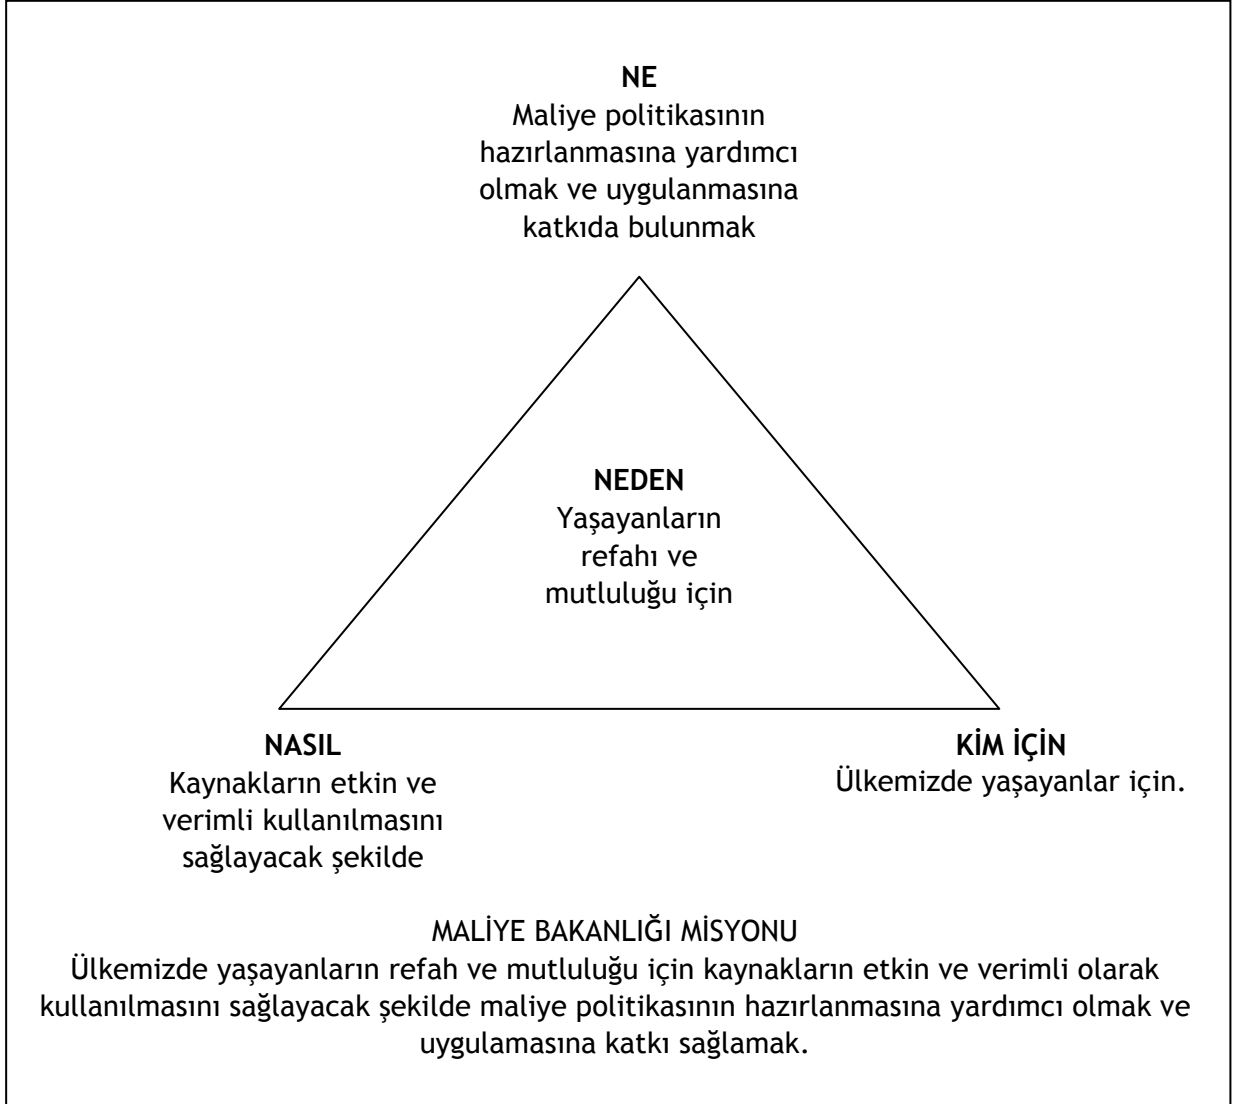 NE
Maliye politikasının
hazırlanmasına yardımcı
olmak ve uygulanmasına
katkıda bulunmak
NEDEN
Yaşayanların
refahı ve
mutluluğu için
NASIL
Kaynakların etkin ve
verimli kullanılmasını
sağlayacak şekilde
KİM İÇİN
Ülkemizde yaşayanlar için.
MALİYE BAKANLIĞI MİSYONU
Ülkemizde yaşayanların refah ve mutluluğu için kaynakların etkin ve verimli olarak
kullanılmasını sağlayacak şekilde maliye politikasının hazırlanmasına yardımcı olmak ve
uygulamasına katkı sağlamak.